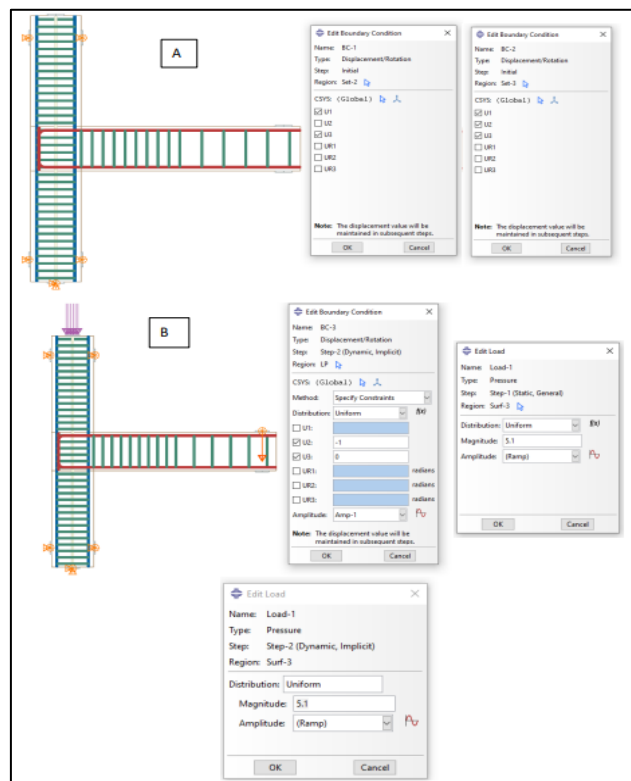 A
Edit Boundary Condition
Name: BC-1
Type: Displacement/Rotation
Step: Initial
Region: Set-2
CSYS: (Global)
U1
U2
U3
UR1
UR2
UR3
Note: The displacement value will be
maintained in subsequent steps.
OK Cancel
Edit Boundary Condition
Name: BC-2
Type: Displacement/Rotation
Step: Initial
Region: Set-3
CSYS: (Global)
U1
U2
U3
UR1
UR2
UR3
Note: The displacement value will be
maintained in subsequent steps.
OK Cancel
B
Edit Boundary Condition
Name: BC-3
Type: Displacement/Rotation
Step: Step-2 (Dynamic, Implicit)
Region: LP
CSYS: (Global)
Method: Specify Constraints
Distribution: Uniform f(x)
U1:
U2: -1
U3: 0
UR1: radians
UR2: radians
UR3: radians
Amplitude: Amp-1
Note: The displacement value will be
maintained in subsequent steps.
OK Cancel
Edit Load
Name: Load-1
Type: Pressure
Step: Step-1 (Static, General)
Region: Surf-3
Distribution: Uniform f(x)
Magnitude: 5.1
Amplitude: (Ramp)
OK Cancel
Edit Load
Name: Load-1
Type: Pressure
Step: Step-2 (Dynamic, Implicit)
Region: Surf-3
Distribution: Uniform
Magnitude: 5.1
Amplitude: (Ramp)
OK Cancel